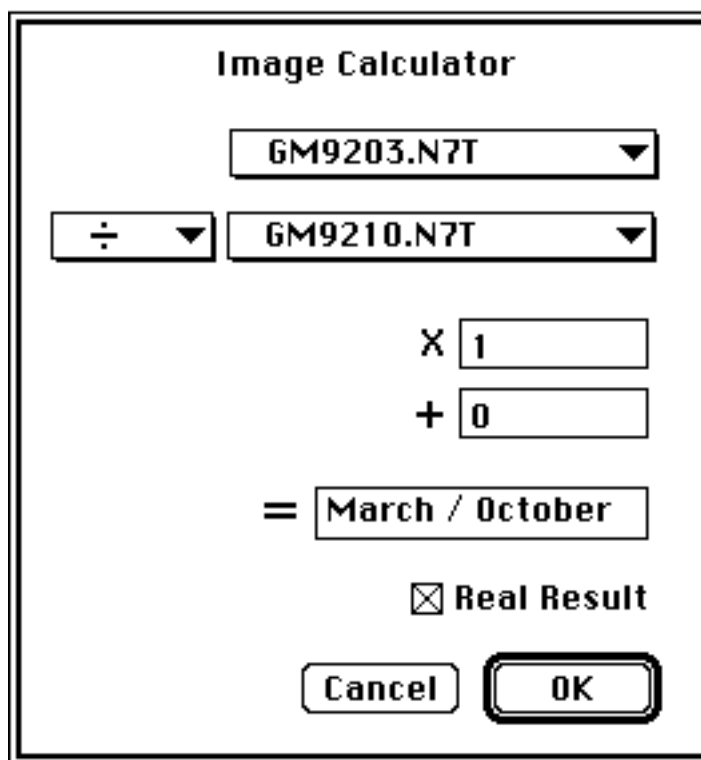 Image Calculator
GM9203.N7T
÷ GM9210.N7T
X 1
+ 0
= March / October
Real Result
Cancel OK